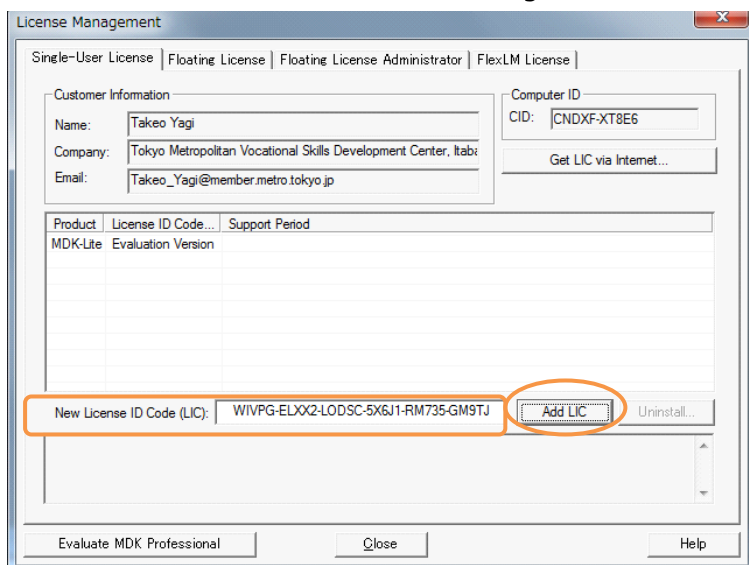 License Management
Single-User License Floating License Floating License Administrator FlexLM License
Customer Information
Name: Takeo Yagi
Company: Tokyo Metropolitan Vocational Skills Development Center, Itaba
Email: Takeo_Yagi@member.metro.tokyo.jp
Computer ID
CID: CNDXF-XT8E6
Get LIC via Internet...
Product License ID Code... Support Period
MDK-Lite Evaluation Version
New License ID Code (LIC): WIVPG-ELXX2-LODSC-5X6J1-RM735-GM9TJ Add LIC Uninstall...
Evaluate MDK Professional Close Help